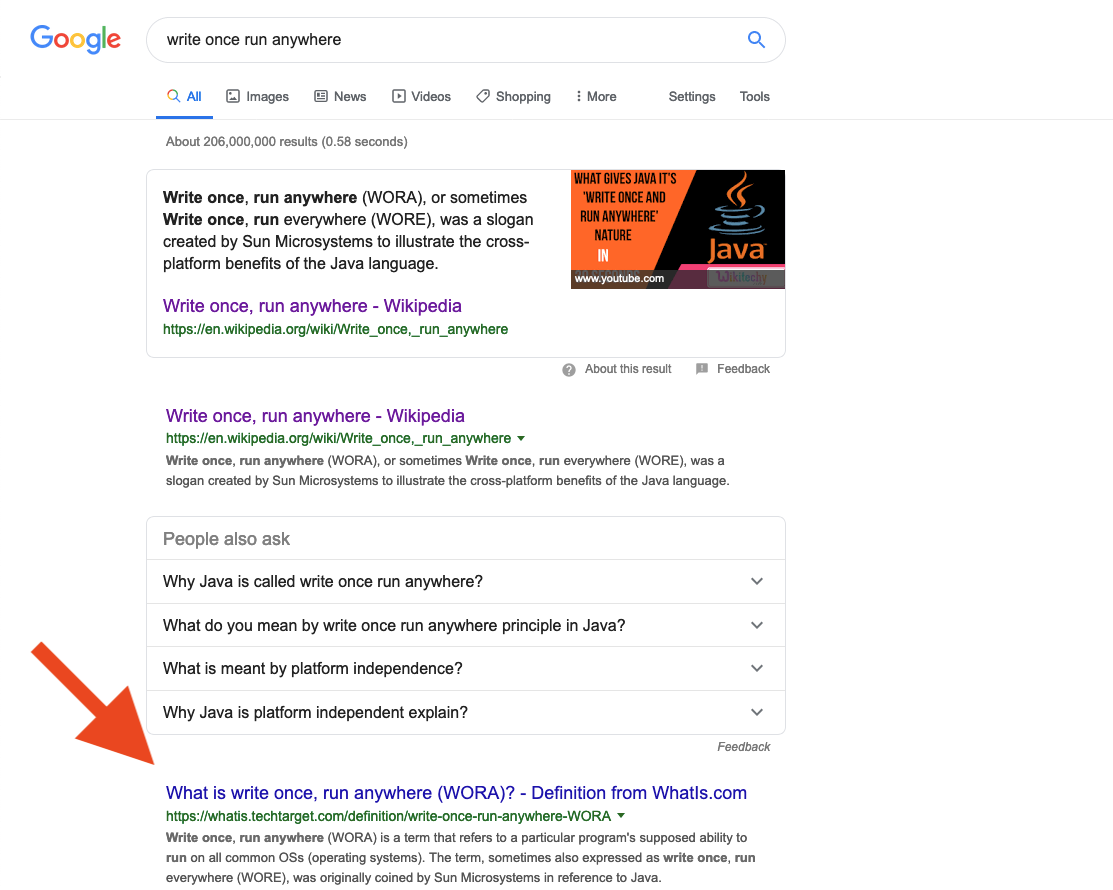 Google
write once run anywhere
All Images News Videos Shopping More Settings Tools
About 206,000,000 results (0.58 seconds)
Write once, run anywhere (WORA), or sometimes
Write once, run everywhere (WORE), was a slogan
created by Sun Microsystems to illustrate the cross-
platform benefits of the Java language.
WHAT GIVES JAVA IT'S
'WRITE ONCE AND
RUN ANYWHERE'
NATURE
IN
Java
www.youtube.com
Wikitechy
Write once, run anywhere - Wikipedia
https://en.wikipedia.org/wiki/Write_once,_run_anywhere
About this result Feedback
Write once, run anywhere - Wikipedia
https://en.wikipedia.org/wiki/Write_once,_run_anywhere
Write once, run anywhere (WORA), or sometimes Write once, run everywhere (WORE), was a
slogan created by Sun Microsystems to illustrate the cross-platform benefits of the Java language.
People also ask
Why Java is called write once run anywhere?
What do you mean by write once run anywhere principle in Java?
What is meant by platform independence?
Why Java is platform independent explain?
Feedback
What is write once, run anywhere (WORA)? - Definition from WhatIs.com
https://whatis.techtarget.com/definition/write-once-run-anywhere-WORA
Write once, run anywhere (WORA) is a term that refers to a particular program's supposed ability to
run on all common OSs (operating systems). The term, sometimes also expressed as write once, run
everywhere (WORE), was originally coined by Sun Microsystems in reference to Java.